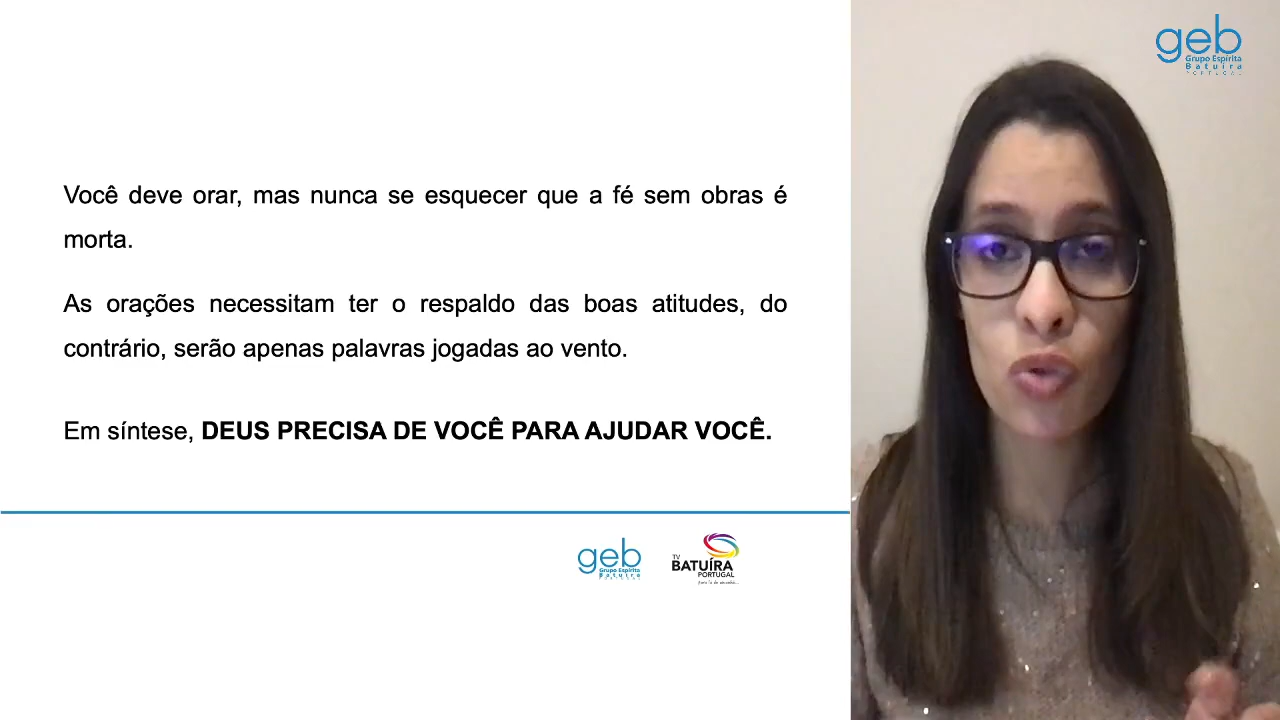 geb
Grupo Espírita
Batuíra
PORTUGAL
Você deve orar, mas nunca se esquecer que a fé sem obras é
morta.
As orações necessitam ter o respaldo das boas atitudes, do
contrário, serão apenas palavras jogadas ao vento.
Em síntese, DEUS PRECISA DE VOCÊ PARA AJUDAR VOCÊ.
geb
Grupo Espírita
Batuíra
TV
BATUÍRA
PORTUGAL